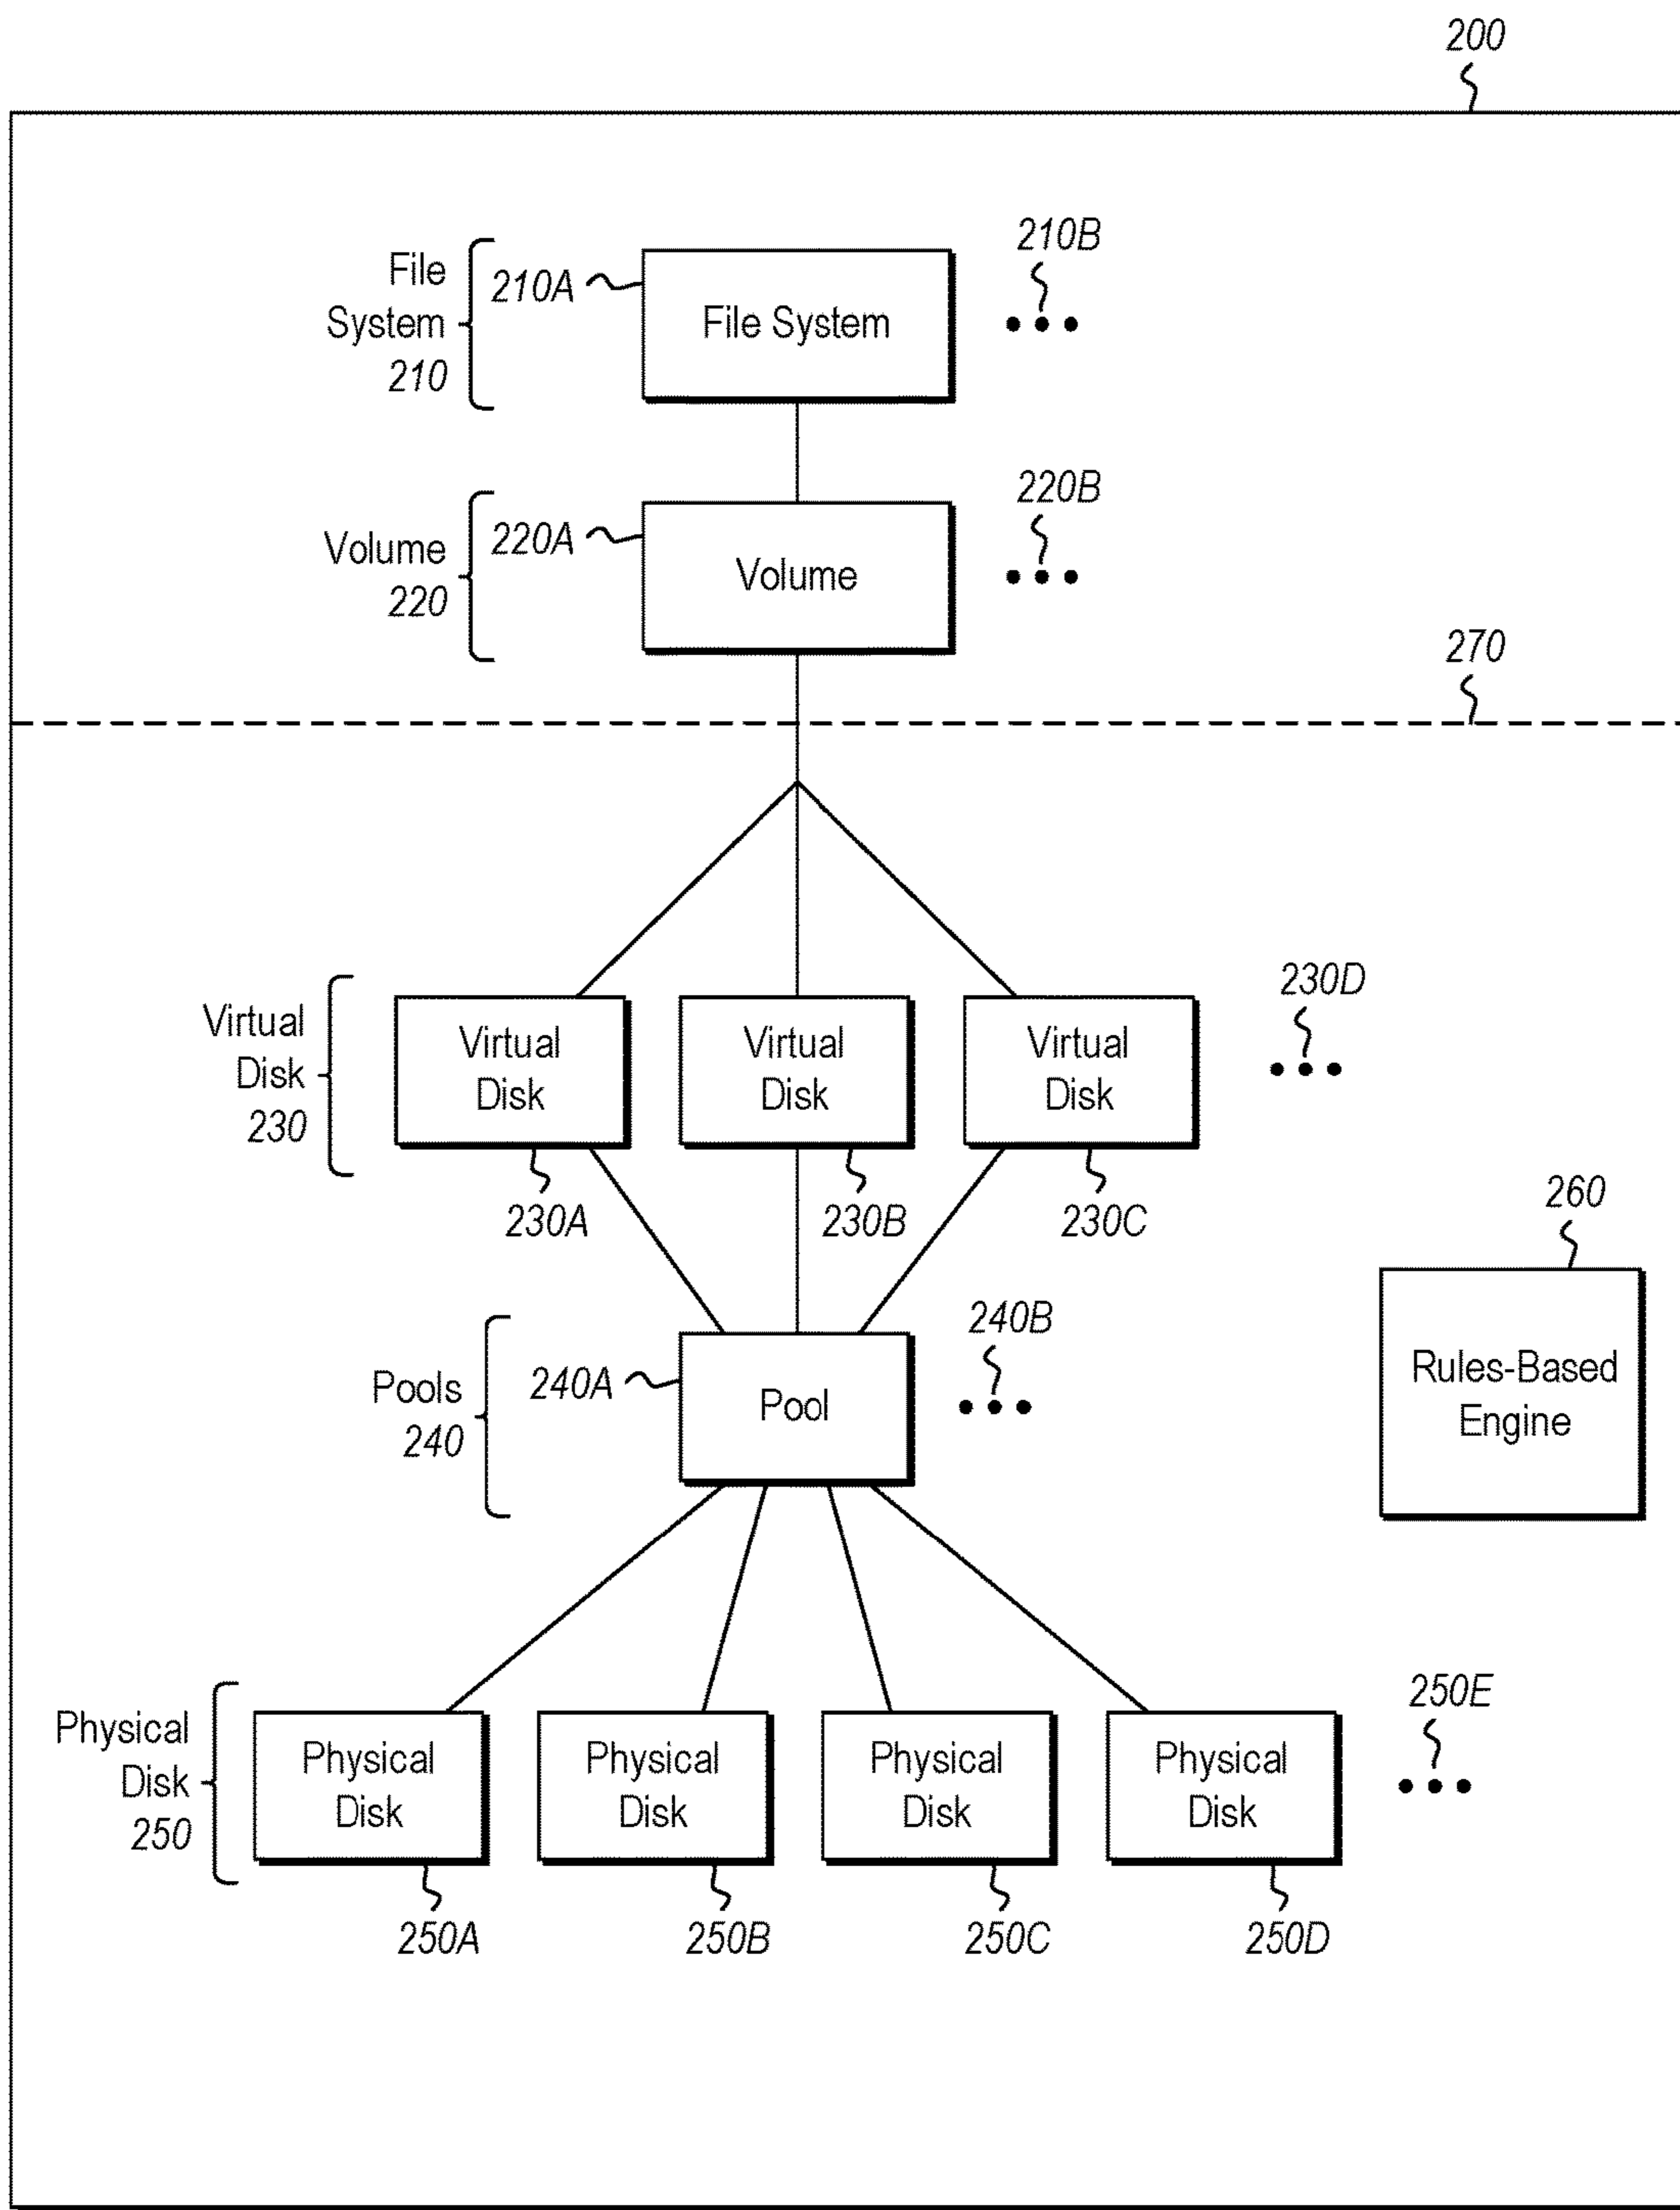 200
File
System
210
210A
File System
210B
Volume
220
220A
Volume
220B
270
Virtual
Disk
230
Virtual
Disk
Virtual
Disk
Virtual
Disk
230D
230A
230B
230C
260
Rules-Based
Engine
Pools
240
240A
Pool
240B
Physical
Disk
250
Physical
Disk
Physical
Disk
Physical
Disk
Physical
Disk
250E
250A
250B
250C
250D